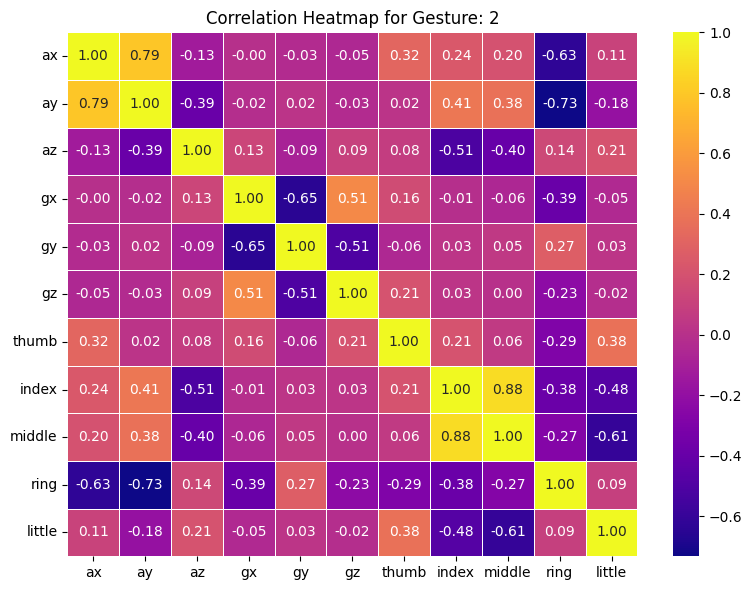 Correlation Heatmap for Gesture: 2
ax 1.00 0.79 -0.13 -0.00 -0.03 -0.05 0.32 0.24 0.20 -0.63 0.11
ay 0.79 1.00 -0.39 -0.02 0.02 -0.03 0.02 0.41 0.38 -0.73 -0.18
az -0.13 -0.39 1.00 0.13 -0.09 0.09 0.08 -0.51 -0.40 0.14 0.21
gx -0.00 -0.02 0.13 1.00 -0.65 0.51 0.16 -0.01 -0.06 -0.39 -0.05
gy -0.03 0.02 -0.09 -0.65 1.00 -0.51 -0.06 0.03 0.05 0.27 0.03
gz -0.05 -0.03 0.09 0.51 -0.51 1.00 0.21 0.03 0.00 -0.23 -0.02
thumb 0.32 0.02 0.08 0.16 -0.06 0.21 1.00 0.21 0.06 -0.29 0.38
index 0.24 0.41 -0.51 -0.01 0.03 0.03 0.21 1.00 0.88 -0.38 -0.48
middle 0.20 0.38 -0.40 -0.06 0.05 0.00 0.06 0.88 1.00 -0.27 -0.61
ring -0.63 -0.73 0.14 -0.39 0.27 -0.23 -0.29 -0.38 -0.27 1.00 0.09
little 0.11 -0.18 0.21 -0.05 0.03 -0.02 0.38 -0.48 -0.61 0.09 1.00
ax ay az gx gy gz thumb index middle ring little
1.0
0.8
0.6
0.4
0.2
0.0
−0.2
−0.4
−0.6